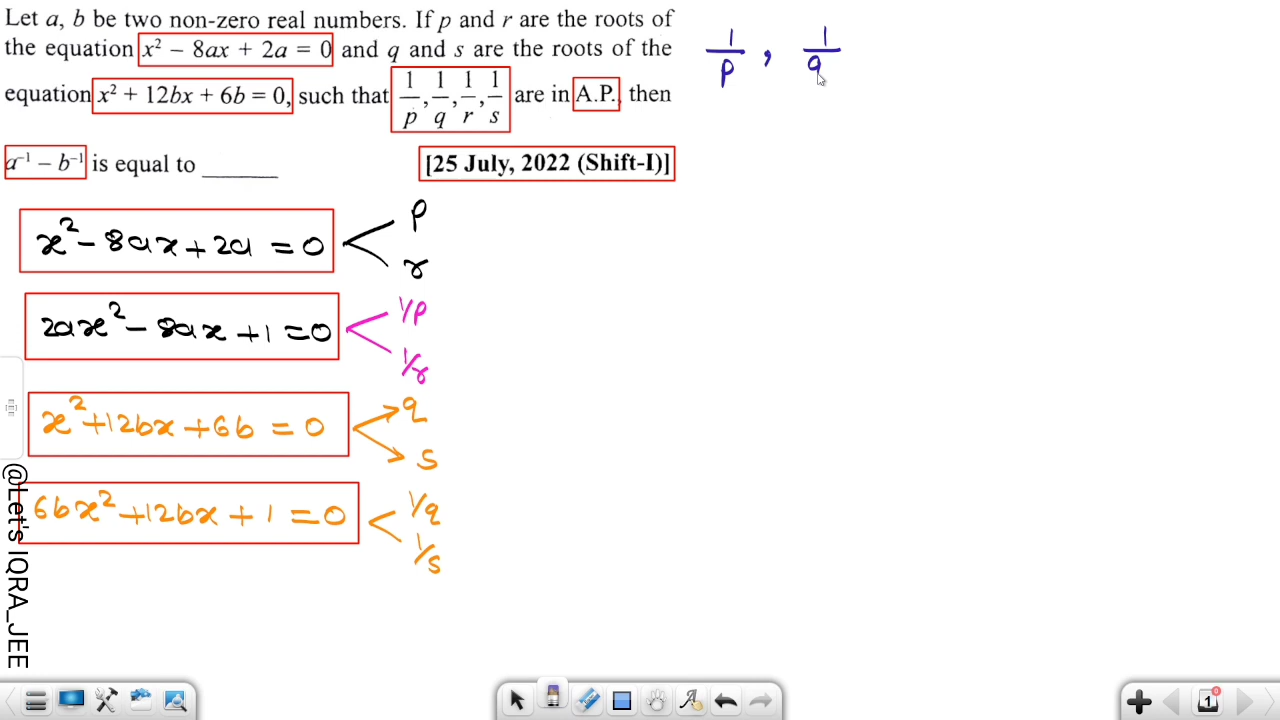 Let a, b be two non-zero real numbers. If p and r are the roots of
the equation x² − 8ax + 2a = 0 and q and s are the roots of the
equation x² + 12bx + 6b = 0, such that 1/p, 1/q, 1/r, 1/s are in A.P., then
a⁻¹ − b⁻¹ is equal to ______
[25 July, 2022 (Shift-I)]
1/p , 1/q
x² − 8ax + 2a = 0
p
r
2ax² − 8ax + 1 = 0
1/p
1/r
x² + 12bx + 6b = 0
q
s
6bx² + 12bx + 1 = 0
1/q
1/s
@Let's IQRA_JEE
1